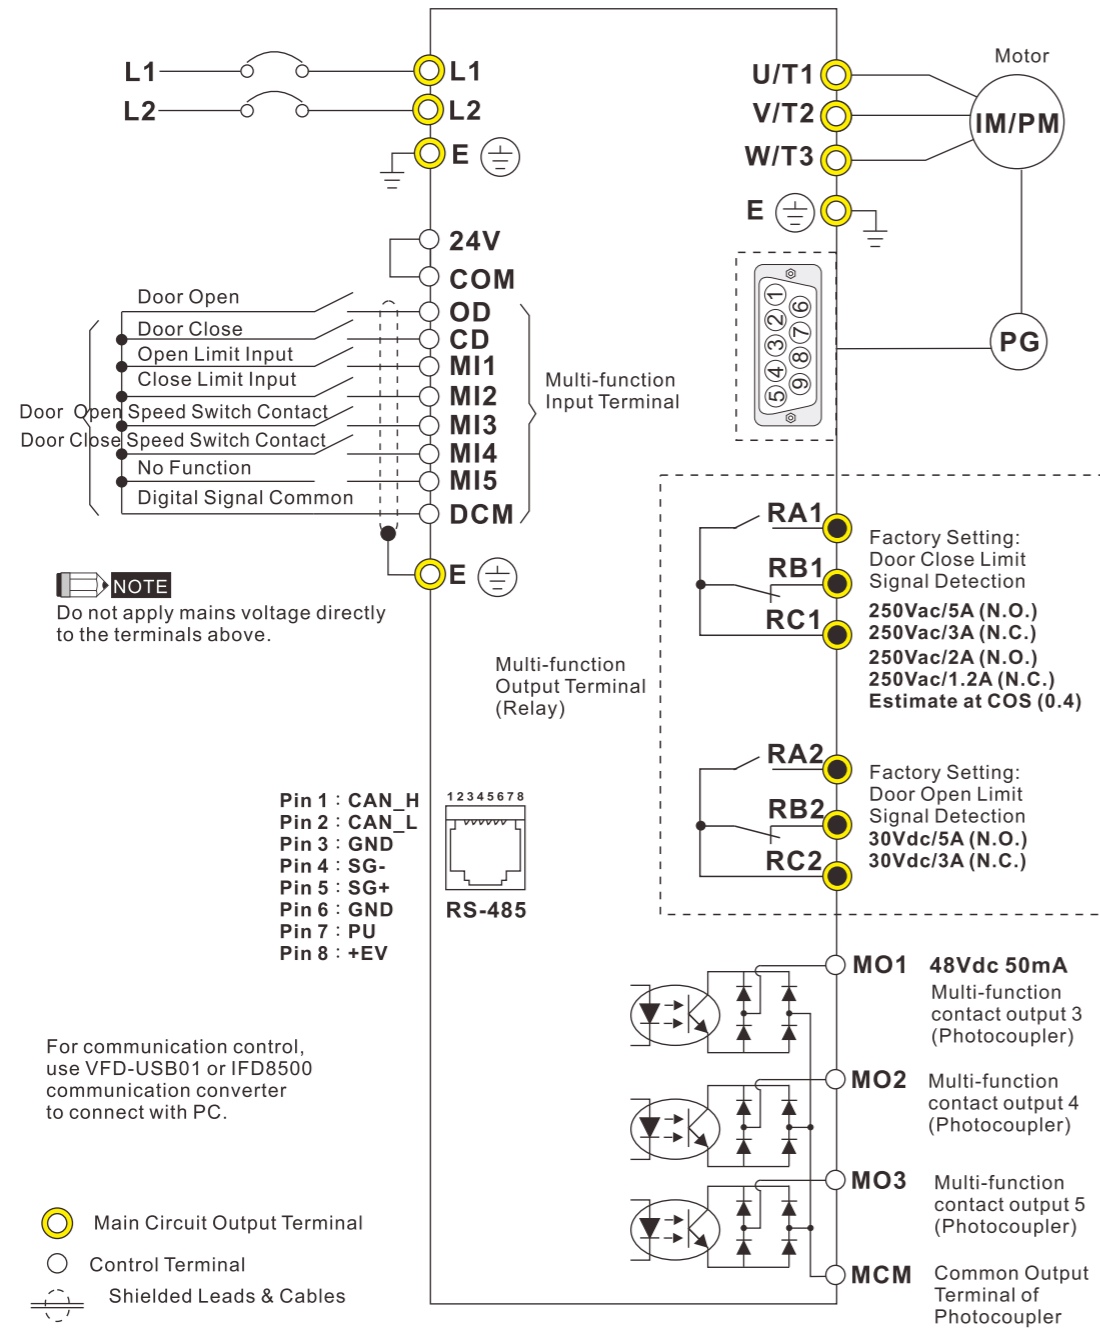 Motor
L1
L1
U/T1
L2
L2
V/T2
IM/PM
E
W/T3
E
24V
COM
Door Open
OD
Door Close
CD
Open Limit Input
MI1
Close Limit Input
MI2
Door Open Speed Switch Contact
MI3
Door Close Speed Switch Contact
MI4
No Function
MI5
Digital Signal Common
DCM
E
Multi-function
Input Terminal
1 2 3 4 5
6 7 8 9
PG
NOTE
Do not apply mains voltage directly
to the terminals above.
Multi-function
Output Terminal
(Relay)
RA1
RB1
RC1
Factory Setting:
Door Close Limit
Signal Detection
250Vac/5A (N.O.)
250Vac/3A (N.C.)
250Vac/2A (N.O.)
250Vac/1.2A (N.C.)
Estimate at COS (0.4)
RA2
RB2
RC2
Factory Setting:
Door Open Limit
Signal Detection
30Vdc/5A (N.O.)
30Vdc/3A (N.C.)
Pin 1 : CAN_H
Pin 2 : CAN_L
Pin 3 : GND
Pin 4 : SG-
Pin 5 : SG+
Pin 6 : GND
Pin 7 : PU
Pin 8 : +EV
12345678
RS-485
MO1
48Vdc 50mA
Multi-function
contact output 3
(Photocoupler)
MO2
Multi-function
contact output 4
(Photocoupler)
MO3
Multi-function
contact output 5
(Photocoupler)
MCM
Common Output
Terminal of
Photocoupler
For communication control,
use VFD-USB01 or IFD8500
communication converter
to connect with PC.
Main Circuit Output Terminal
Control Terminal
Shielded Leads & Cables